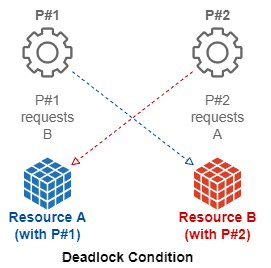 P#1
P#2
P#1
requests
B
P#2
requests
A
Resource A
(with P#1)
Resource B
(with P#2)
Deadlock Condition